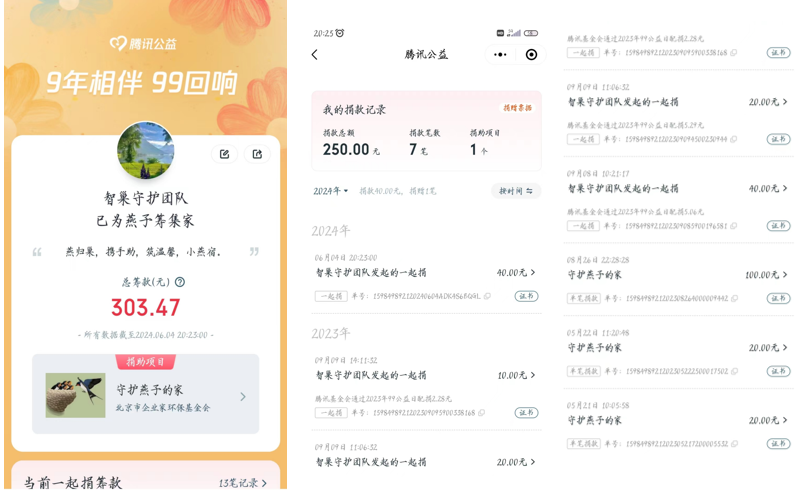 腾讯公益
9年相伴 99回响
智巢守护团队
已为燕子筹集家
“ 燕归巢，携手助，筑温馨，小燕宿。 ”
总筹款(元)
303.47
- 所有数据截至2024.06.04 20:23:00 -
捐助项目
守护燕子的家
北京市企业家环保基金会
当前一起捐筹款
13笔记录
20:25
腾讯公益
我的捐款记录
捐赠票据
捐款总额 捐款笔数 捐助项目
250.00 元 7 笔 1 个
2024年 捐款40.00元，捐赠1笔 按时间
2024年
06月04日 20:23:00
智巢守护团队发起的一起捐 40.00元
一起捐 单号：
证书
2023年
09月09日 14:11:32
智巢守护团队发起的一起捐 10.00元
腾讯基金会通过2023年99公益日配捐2.28元
一起捐 单号：
证书
09月09日 11:06:32
智巢守护团队发起的一起捐 20.00元
腾讯基金会通过2023年99公益日配捐2.28元
一起捐 单号：
证书
09月09日 11:06:32
智巢守护团队发起的一起捐 20.00元
腾讯基金会通过2023年99公益日配捐5.29元
一起捐 单号：
证书
09月08日 10:21:17
智巢守护团队发起的一起捐 40.00元
腾讯基金会通过2023年99公益日配捐5.06元
一起捐 单号：
证书
08月26日 22:28:28
守护燕子的家 100.00元
单笔捐款 单号：
证书
05月22日 11:20:48
守护燕子的家 20.00元
单笔捐款 单号：
证书
05月21日 10:05:58
守护燕子的家 20.00元
单笔捐款 单号：
证书